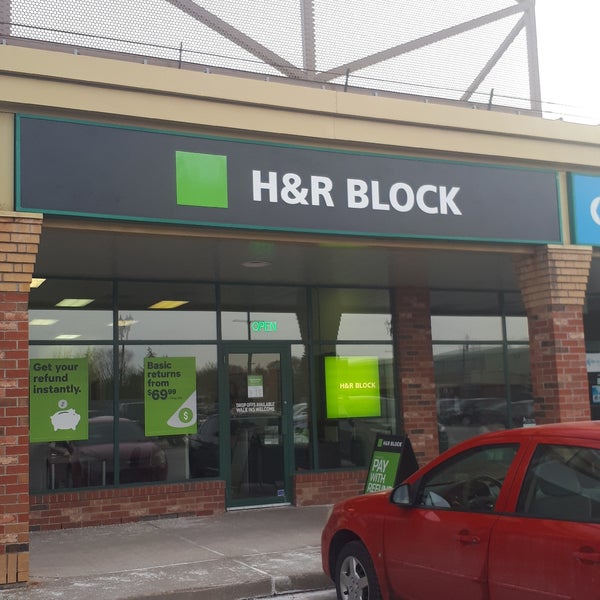 H&R BLOCK
OPEN
Get your
refund
instantly.
Basic
returns
from
$69.99
$
DROP-OFFS AVAILABLE
WALK INS WELCOME
H&R BLOCK
H&R BLOCK
PAY
WITH
REFUND